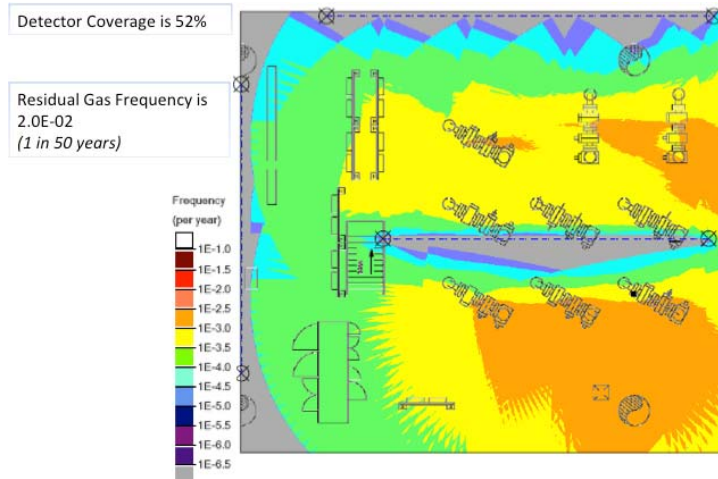 Detector Coverage is 52%
Residual Gas Frequency is
2.0E-02
(1 in 50 years)
Frequency
(per year)
1E-1.0
1E-1.5
1E-2.0
1E-2.5
1E-3.0
1E-3.5
1E-4.0
1E-4.5
1E-5.0
1E-5.5
1E-6.0
1E-6.5